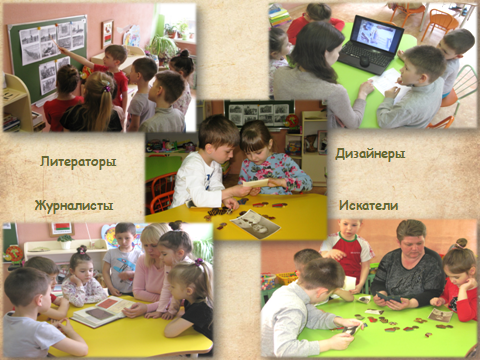 Литераторы
Дизайнеры
Журналисты
Искатели